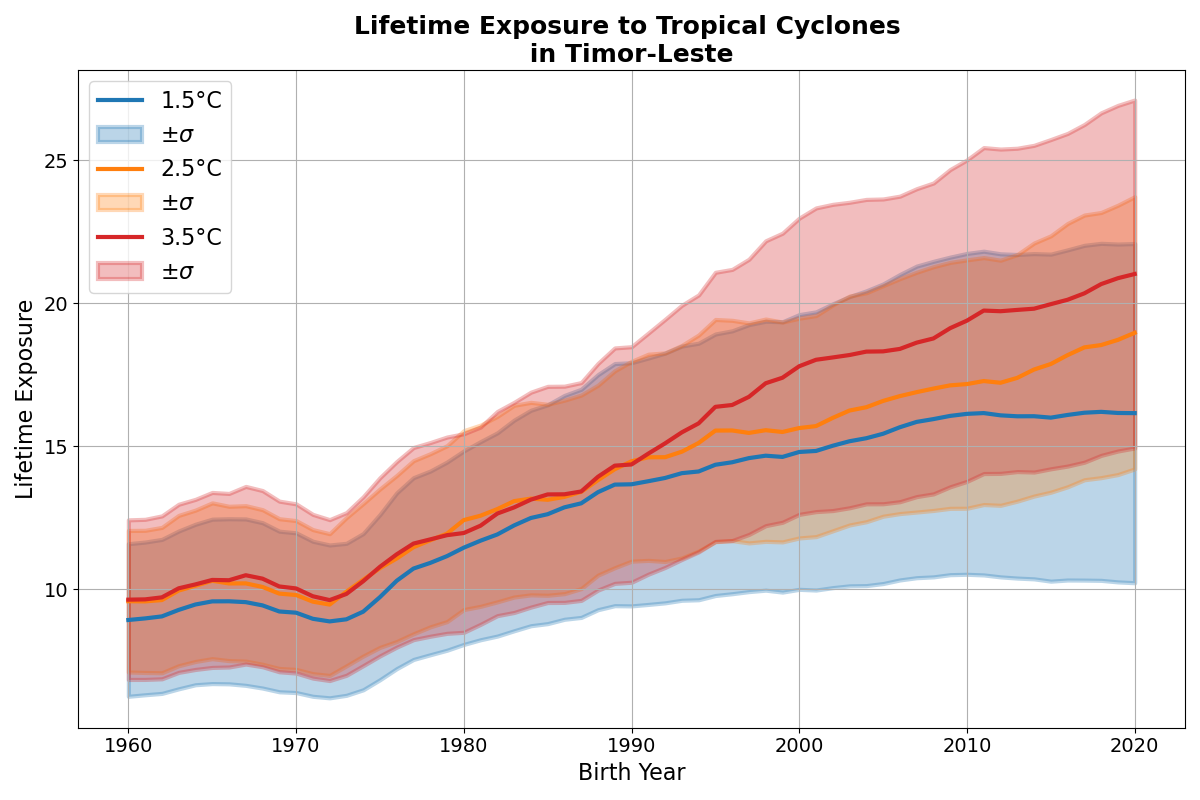 Lifetime Exposure to Tropical Cyclones
in Timor-Leste
1.5°C
±σ
2.5°C
±σ
3.5°C
±σ
Lifetime Exposure
25
20
15
10
1960 1970 1980 1990 2000 2010 2020
Birth Year